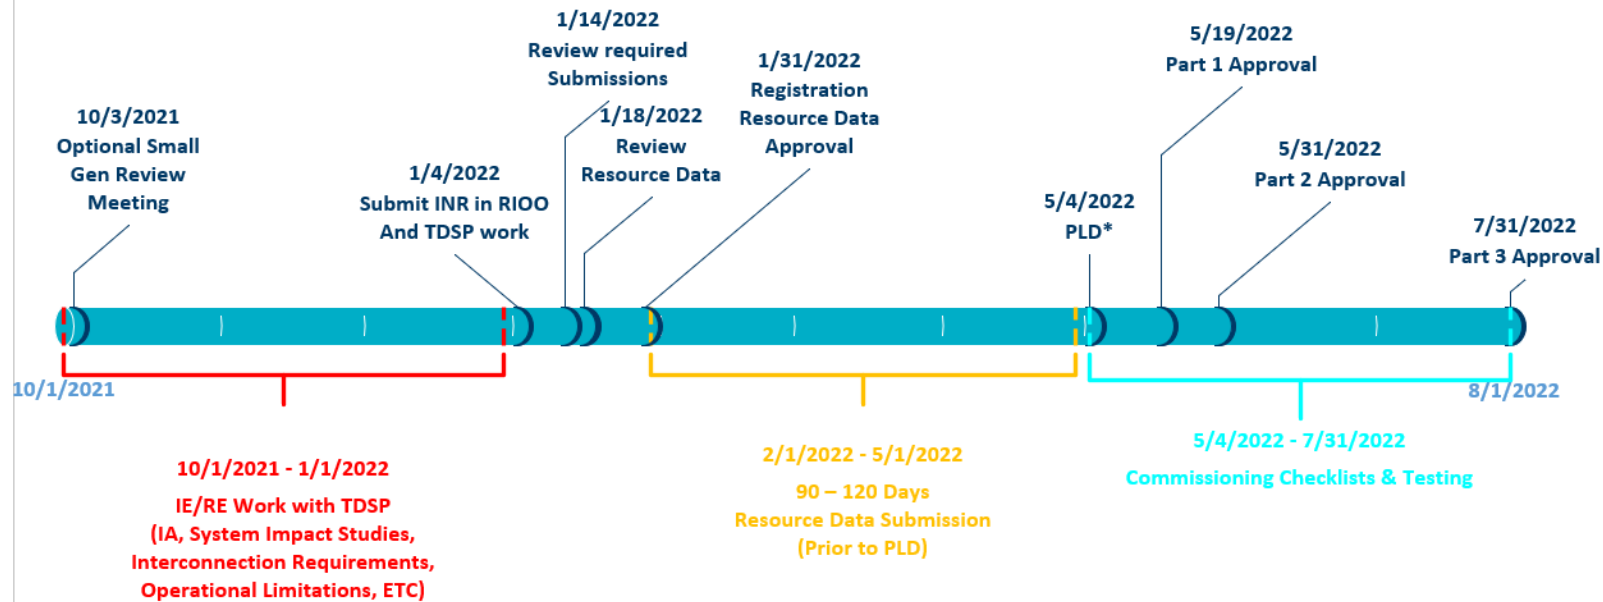 10/3/2021
Optional Small
Gen Review
Meeting
1/4/2022
Submit INR in RIOO
And TDSP work
1/14/2022
Review required
Submissions
1/18/2022
Review
Resource Data
1/31/2022
Registration
Resource Data
Approval
5/4/2022
PLD*
5/19/2022
Part 1 Approval
5/31/2022
Part 2 Approval
7/31/2022
Part 3 Approval
10/1/2021
8/1/2022
10/1/2021 - 1/1/2022
IE/RE Work with TDSP
(IA, System Impact Studies,
Interconnection Requirements,
Operational Limitations, ETC)
2/1/2022 - 5/1/2022
90 – 120 Days
Resource Data Submission
(Prior to PLD)
5/4/2022 - 7/31/2022
Commissioning Checklists & Testing